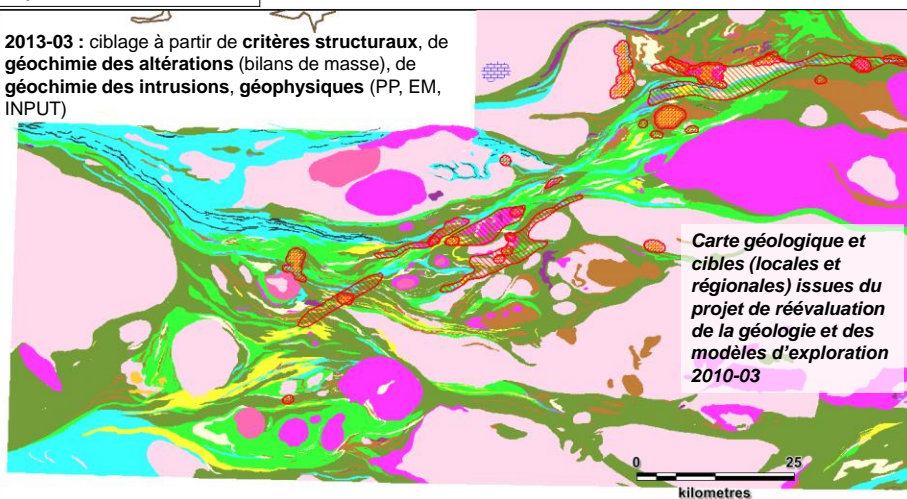 2013-03 : ciblage à partir de critères structuraux, de
géochimie des altérations (bilans de masse), de
géochimie des intrusions, géophysiques (PP, EM,
INPUT)
Carte géologique et
cibles (locales et
régionales) issues du
projet de réévaluation
de la géologie et des
modèles d'exploration
2010-03
0 25
kilometres